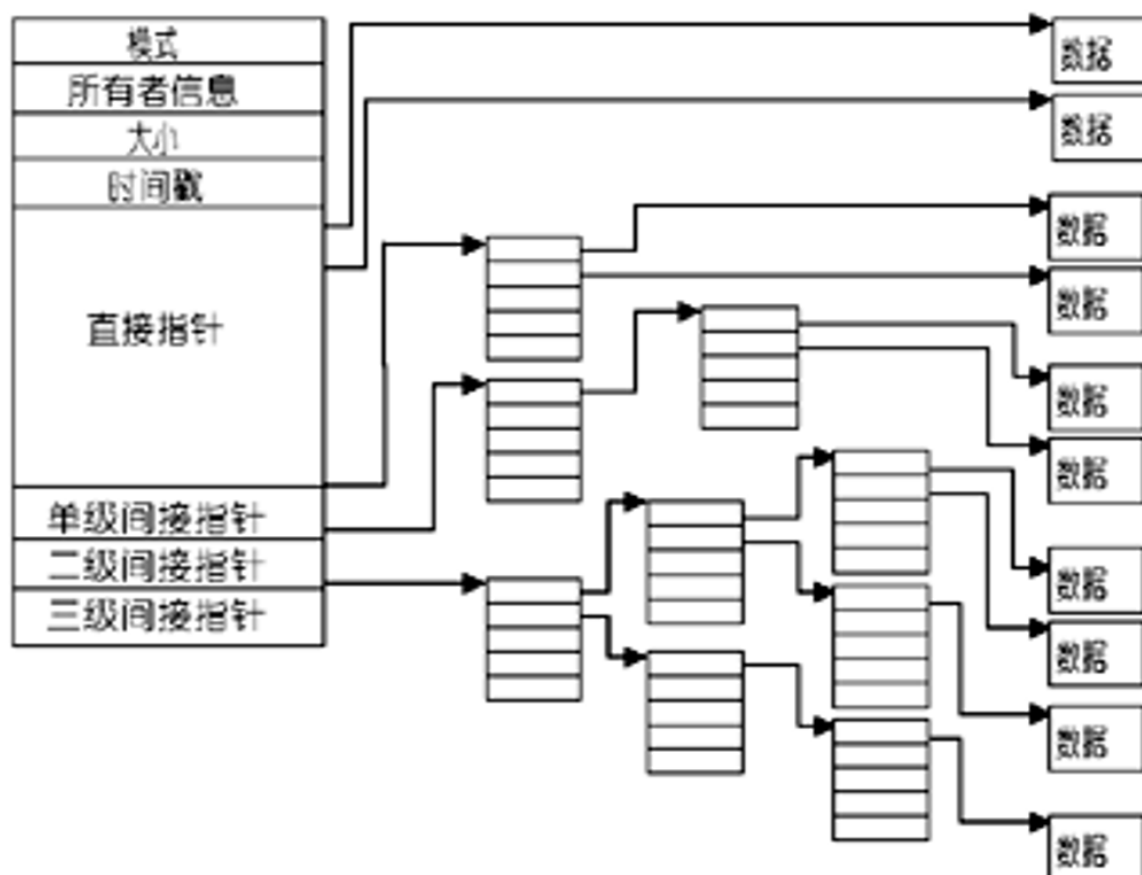 模式
所有者信息
大小
时间戳
直接指针
单级间接指针
二级间接指针
三级间接指针
数据
数据
数据
数据
数据
数据
数据
数据
数据
数据